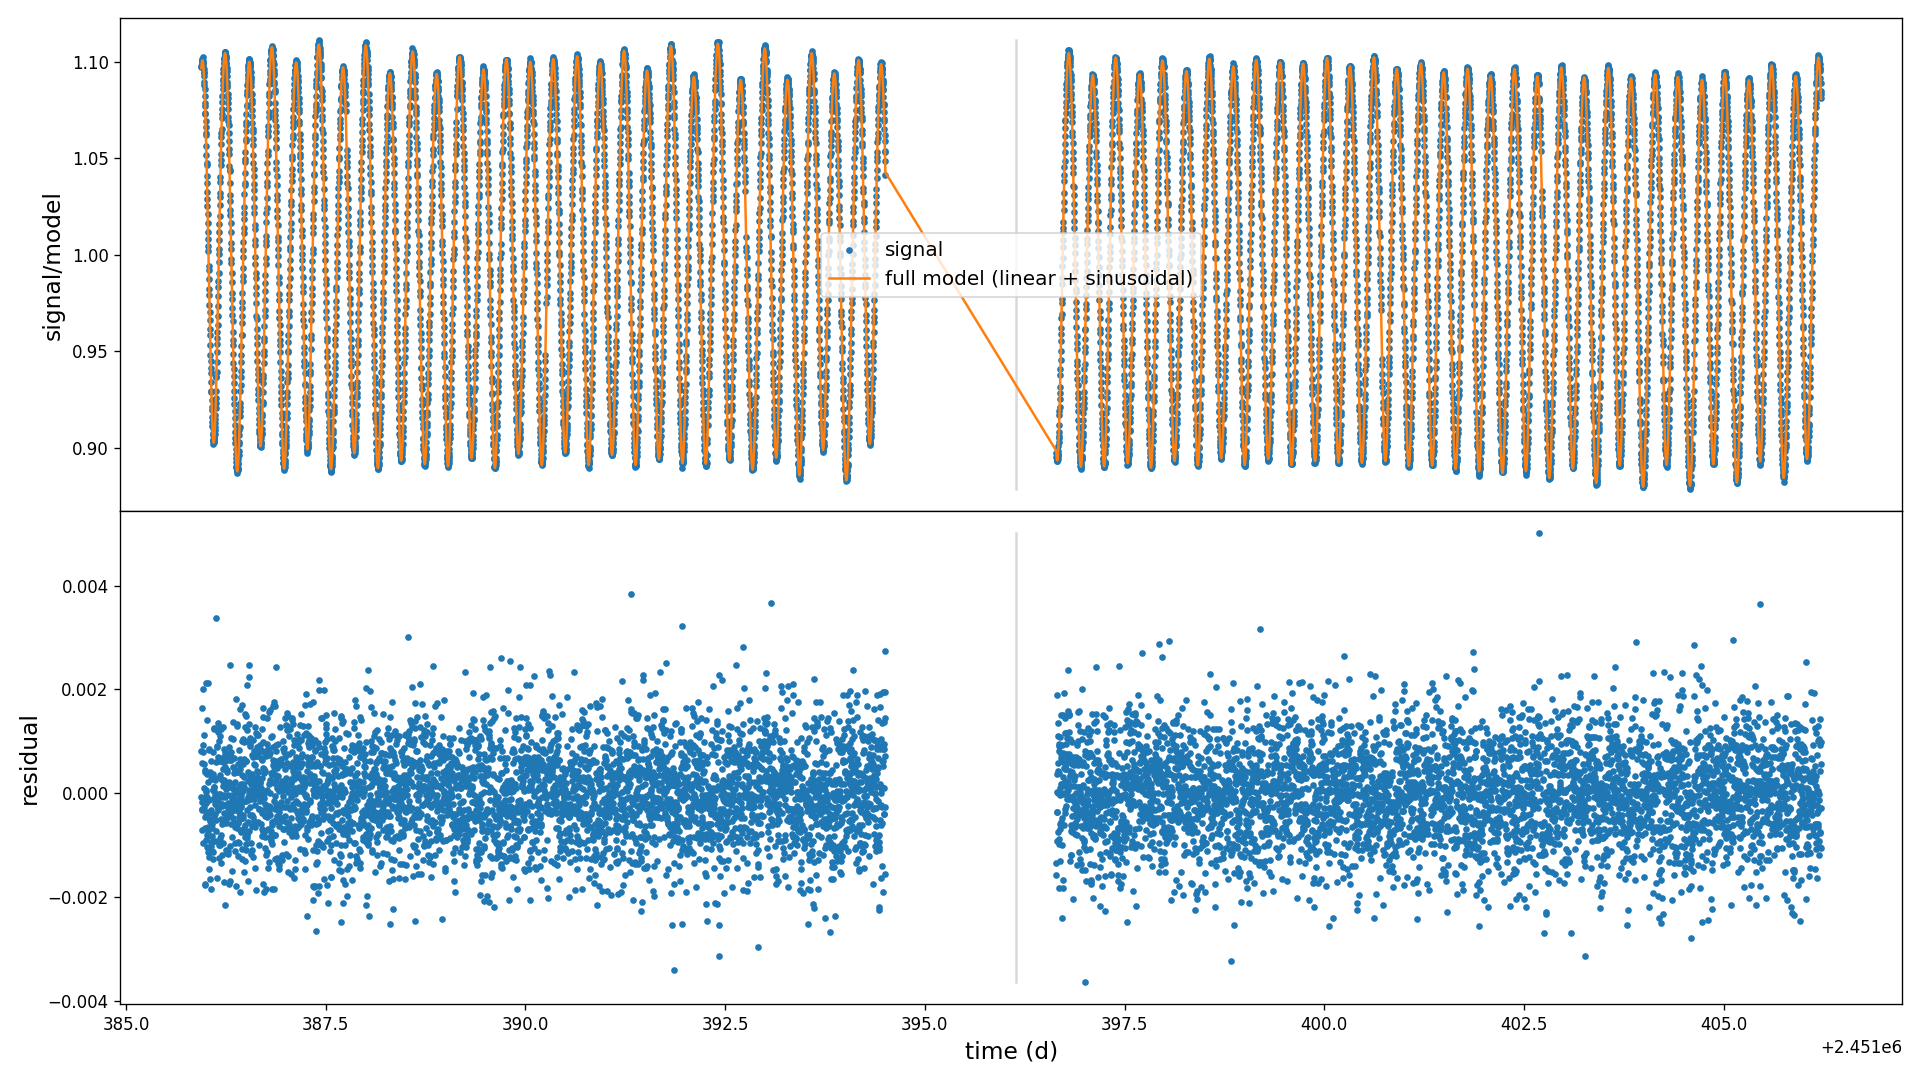 signal/model
1.10
1.05
1.00
0.95
0.90
signal
full model (linear + sinusoidal)
residual
0.004
0.002
0.000
−0.002
−0.004
385.0 387.5 390.0 392.5 395.0 397.5 400.0 402.5 405.0
+2.451e6
time (d)